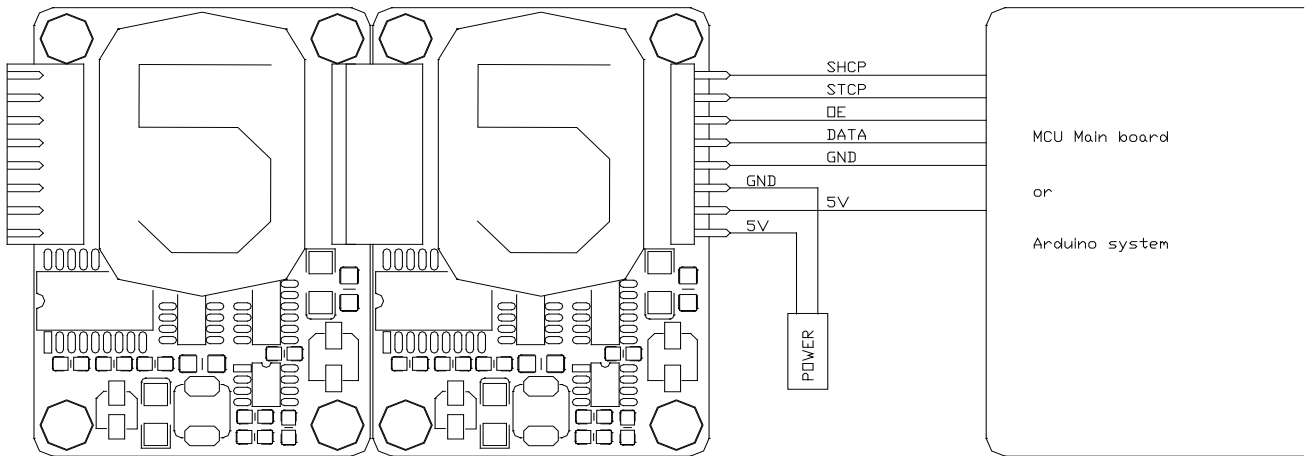 SHCP
STCP
OE
DATA
GND
GND
5V
5V
POWER
MCU Main board
or
Arduino system